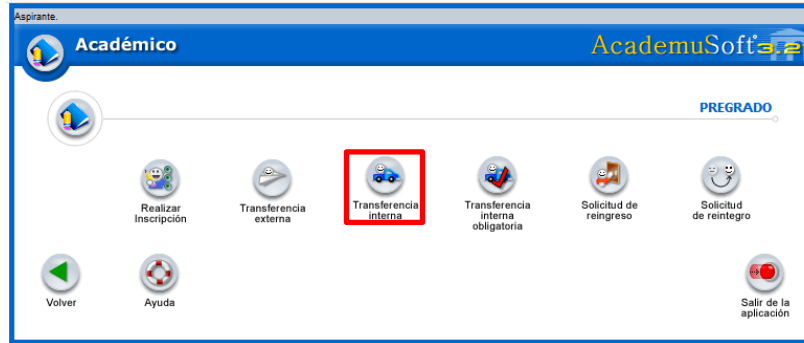 Aspirante.
Académico
AcademuSoft 3.2
PREGRADO
Realizar
Inscripción
Transferencia
externa
Transferencia
interna
Transferencia
interna
obligatoria
Solicitud de
reingreso
Solicitud
de reintegro
Volver
Ayuda
Salir de la
aplicación